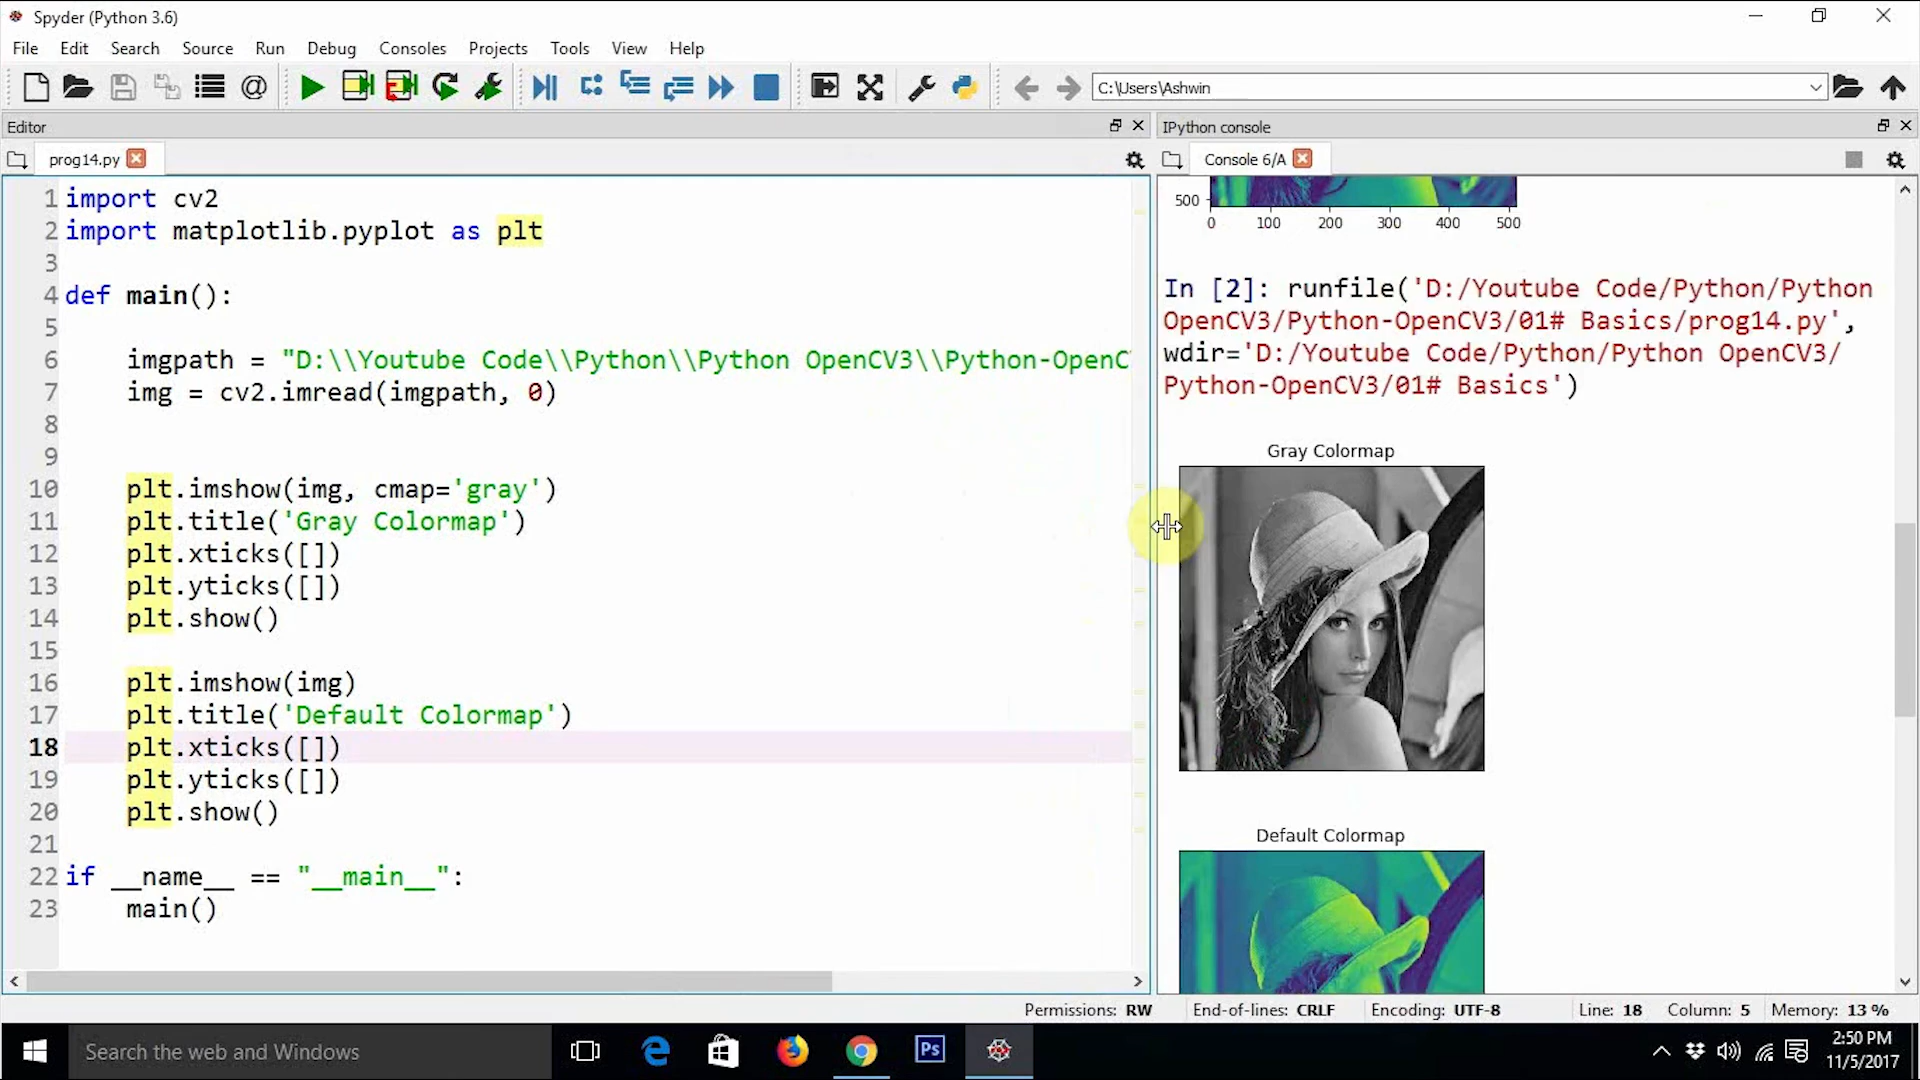 Spyder (Python 3.6)
File Edit Search Source Run Debug Consoles Projects Tools View Help
C:\Users\Ashwin
Editor
prog14.py
1 import cv2
2 import matplotlib.pyplot as plt
3
4 def main():
5
6 imgpath = "D:\\Youtube Code\\Python\\Python OpenCV3\\Python-OpenC
7 img = cv2.imread(imgpath, 0)
8
9
10 plt.imshow(img, cmap='gray')
11 plt.title('Gray Colormap')
12 plt.xticks([])
13 plt.yticks([])
14 plt.show()
15
16 plt.imshow(img)
17 plt.title('Default Colormap')
18 plt.xticks([])
19 plt.yticks([])
20 plt.show()
21
22 if __name__ == "__main__":
23 main()
IPython console
Console 6/A
500
0 100 200 300 400 500
In [2]: runfile('D:/Youtube Code/Python/Python
OpenCV3/Python-OpenCV3/01# Basics/prog14.py',
wdir='D:/Youtube Code/Python/Python OpenCV3/
Python-OpenCV3/01# Basics')
Gray Colormap
Default Colormap
Permissions: RW End-of-lines: CRLF Encoding: UTF-8 Line: 18 Column: 5 Memory: 13 %
Search the web and Windows
Ps
2:50 PM
11/5/2017